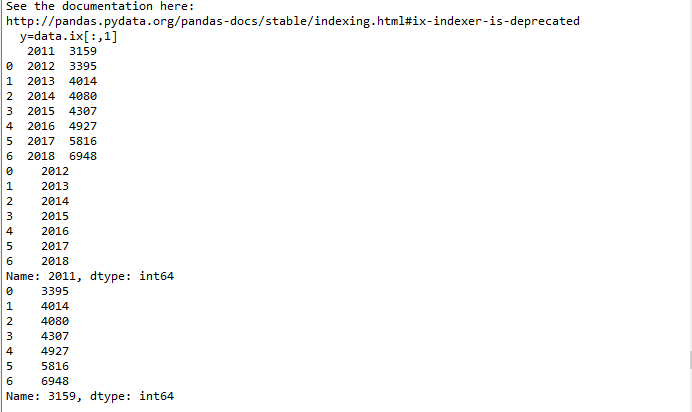 See the documentation here:
http://pandas.pydata.org/pandas-docs/stable/indexing.html#ix-indexer-is-deprecated
  y=data.ix[:,1]
   2011  3159
0  2012  3395
1  2013  4014
2  2014  4080
3  2015  4307
4  2016  4927
5  2017  5816
6  2018  6948
0    2012
1    2013
2    2014
3    2015
4    2016
5    2017
6    2018
Name: 2011, dtype: int64
0    3395
1    4014
2    4080
3    4307
4    4927
5    5816
6    6948
Name: 3159, dtype: int64